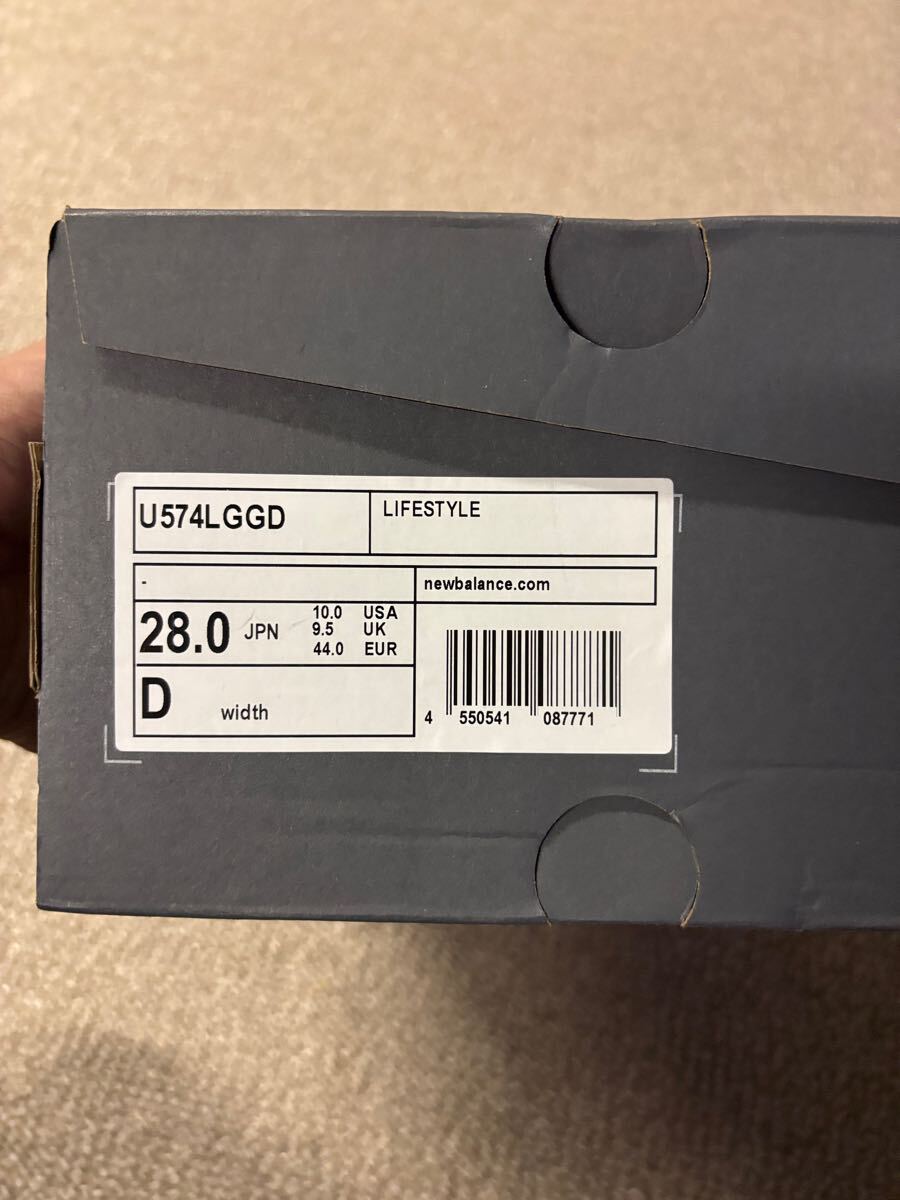 U574LGGD
LIFESTYLE
-
newbalance.com
28.0 JPN
10.0 USA
9.5 UK
44.0 EUR
D width
4 550541 087771